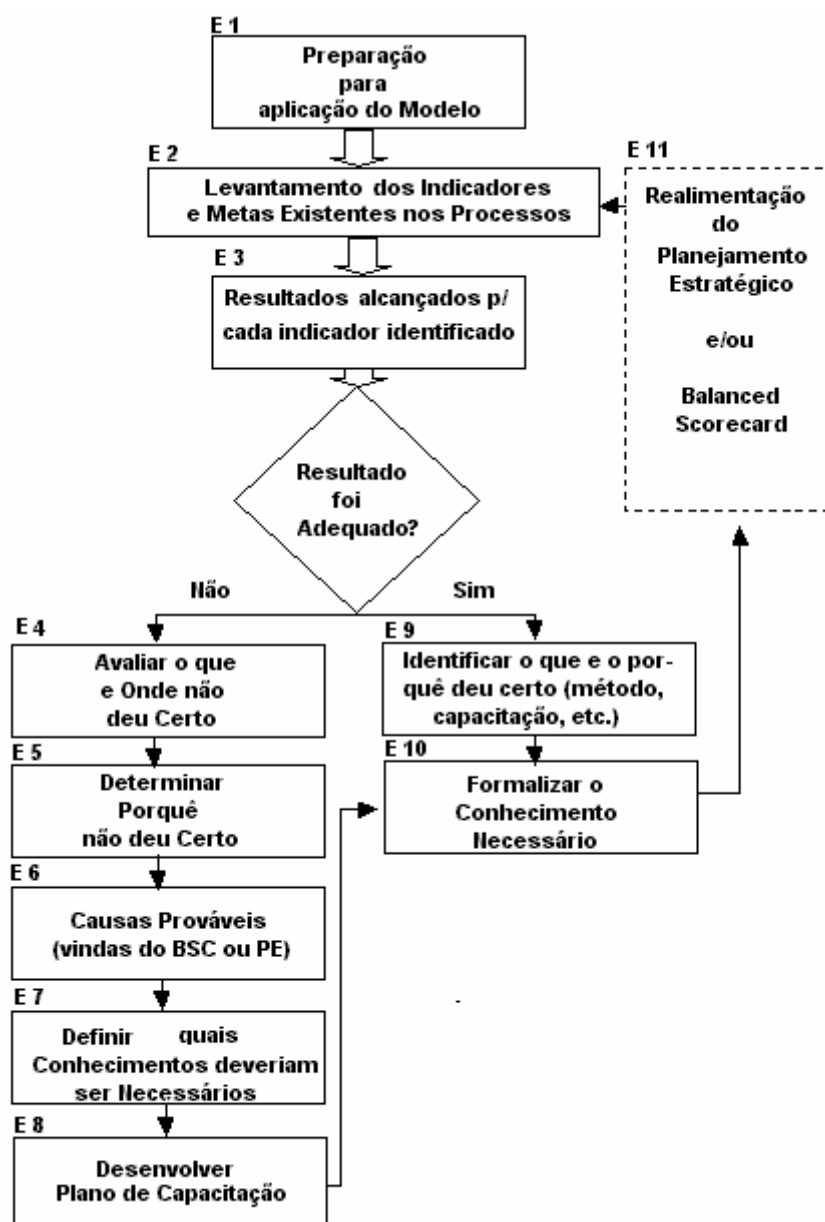 E 1
Preparação
para
aplicação do Modelo
E 2
Levantamento dos Indicadores
e Metas Existentes nos Processos
E 11
Realimentação
do
Planejamento
Estratégico
e/ou
Balanced
Scorecard
E 3
Resultados alcançados p/
cada indicador identificado
Resultado
foi
Adequado?
Não
Sim
E 4
Avaliar o que
e Onde não
deu Certo
E 5
Determinar
Porquê
não deu Certo
E 6
Causas Prováveis
(vindas do BSC ou PE)
E 7
Definir quais
Conhecimentos deveriam
ser Necessários
E 8
Desenvolver
Plano de Capacitação
E 9
Identificar o que e o por-
quê deu certo (método,
capacitação, etc.)
E 10
Formalizar o
Conhecimento
Necessário